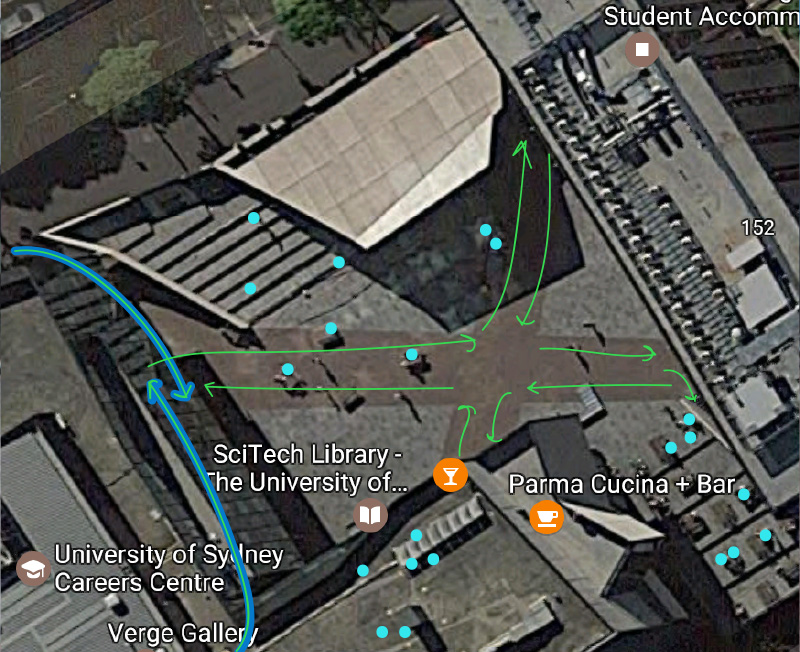 Student Accomm
152
SciTech Library -
The University of...
Parma Cucina + Bar
University of Sydney
Careers Centre
Verge Gallery